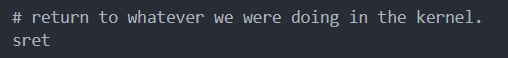 # return to whatever we were doing in the kernel.
sret